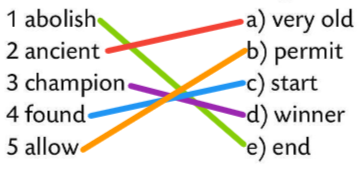 1 abolish a) very old
2 ancient b) permit
3 champion c) start
4 found d) winner
5 allow e) end